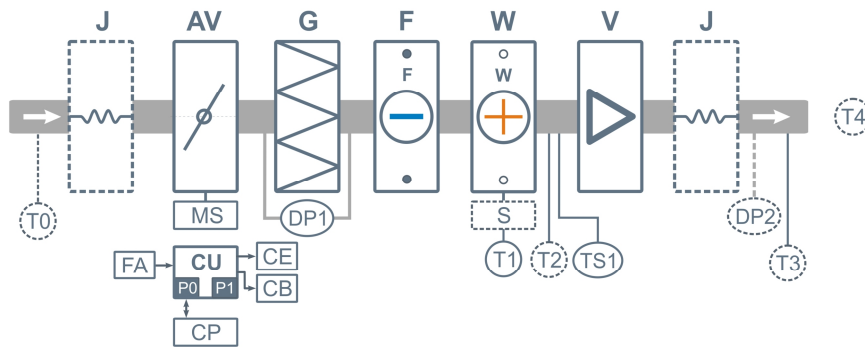 J AV G F W V J
F W
T4
MS DP1 S DP2
T0
FA CU CE T1 T2 TS1 T3
P0 P1 CB
CP